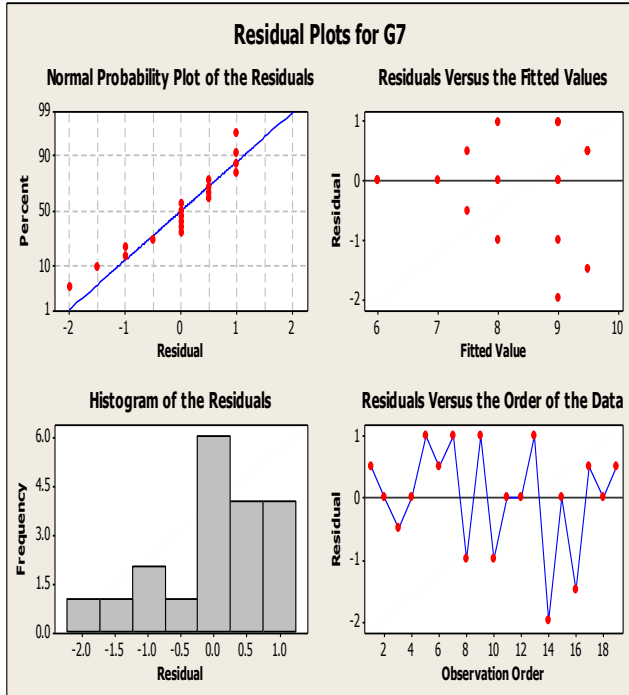 Residual Plots for G7
Normal Probability Plot of the Residuals
99
90
50
10
1
Percent
-2 -1 0 1 2
Residual
Residuals Versus the Fitted Values
1
0
-1
-2
Residual
6 7 8 9 10
Fitted Value
Histogram of the Residuals
6.0
4.5
3.0
1.5
0.0
Frequency
-2.0 -1.5 -1.0 -0.5 0.0 0.5 1.0
Residual
Residuals Versus the Order of the Data
1
0
-1
-2
Residual
2 4 6 8 10 12 14 16 18
Observation Order